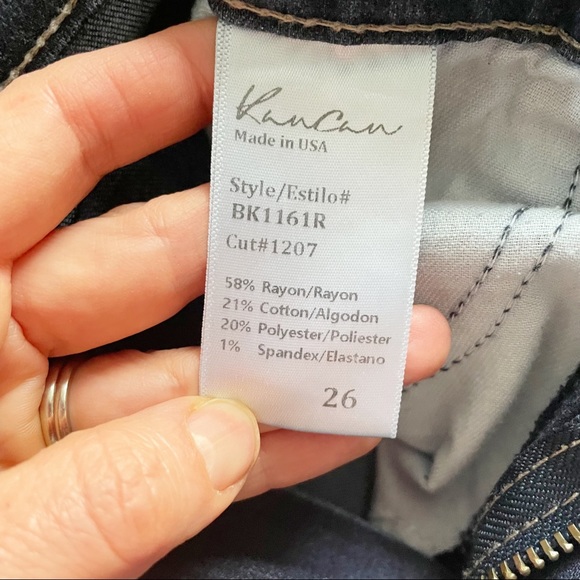 KanCan
Made in USA
Style/Estilo#
BK1161R
Cut#1207
58% Rayon/Rayon
21% Cotton/Algodon
20% Polyester/Poliester
1% Spandex/Elastano
26